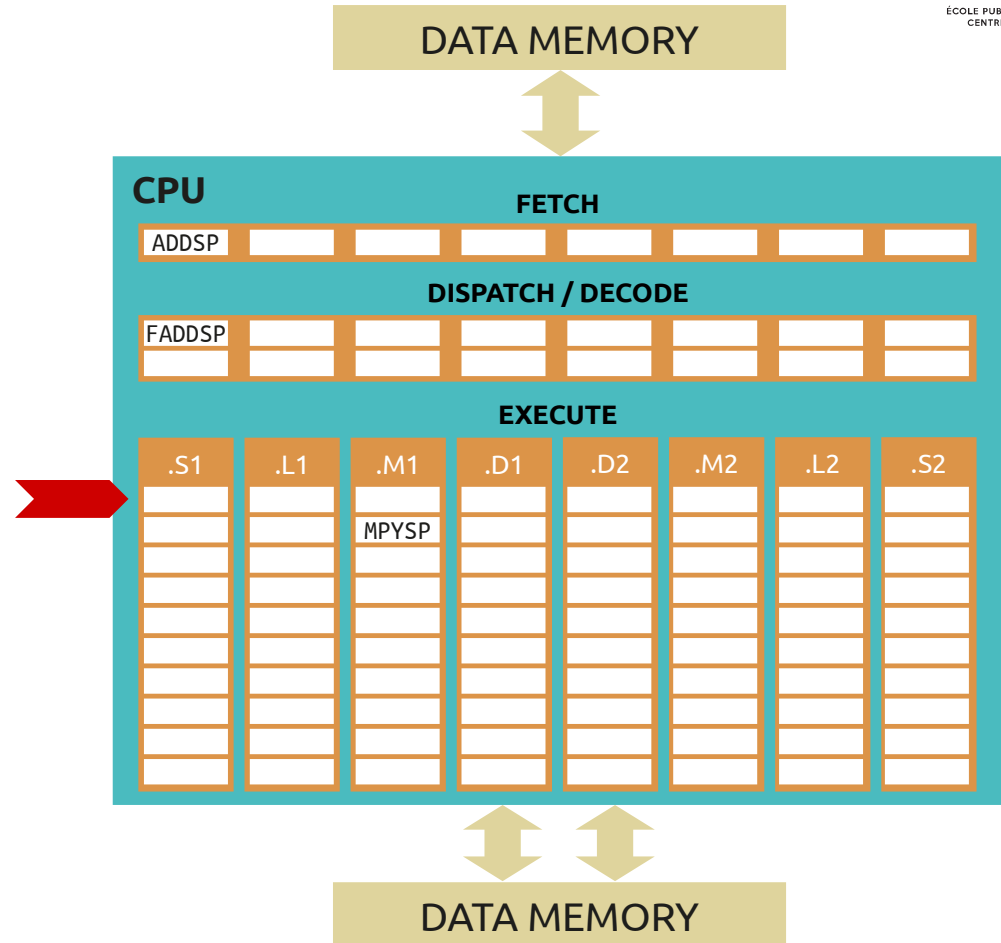 ÉCOLE PUB
CENTR
DATA MEMORY
CPU
FETCH
ADDSP
DISPATCH / DECODE
FADDSP
EXECUTE
.S1 .L1 .M1 .D1 .D2 .M2 .L2 .S2
MPYSP
DATA MEMORY